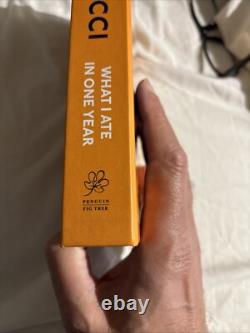 CCI
WHAT I ATE
IN ONE YEAR
PENGUIN
FIG TREE